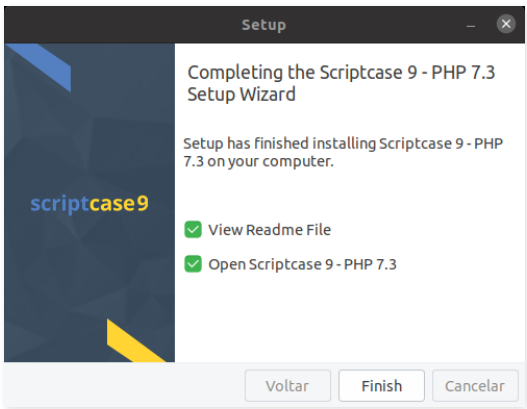 Setup
Completing the Scriptcase 9 - PHP 7.3
Setup Wizard
Setup has finished installing Scriptcase 9 - PHP
7.3 on your computer.
scriptcase9
View Readme File
Open Scriptcase 9 - PHP 7.3
Voltar
Finish
Cancelar